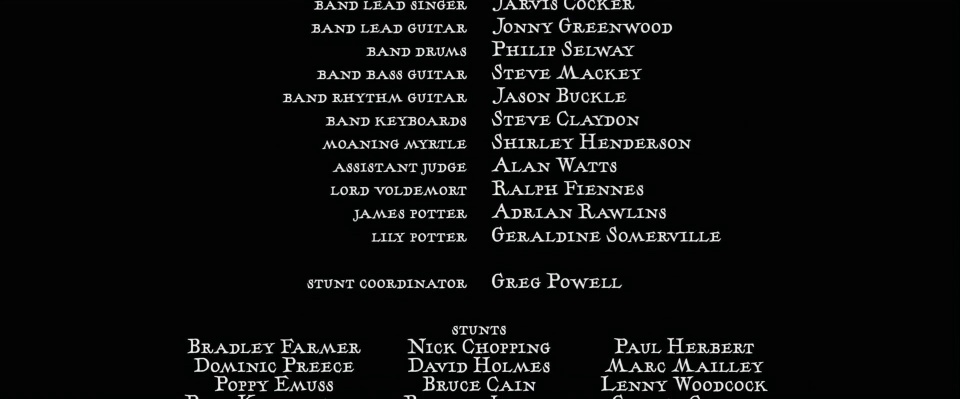 BAND LEAD SINGER JARVIS COCKER
BAND LEAD GUITAR JONNY GREENWOOD
BAND DRUMS PHILIP SELWAY
BAND BASS GUITAR STEVE MACKEY
BAND RHYTHM GUITAR JASON BUCKLE
BAND KEYBOARDS STEVE CLAYDON
MOANING MYRTLE SHIRLEY HENDERSON
ASSISTANT JUDGE ALAN WATTS
LORD VOLDEMORT RALPH FIENNES
JAMES POTTER ADRIAN RAWLINS
LILY POTTER GERALDINE SOMERVILLE
STUNT COORDINATOR GREG POWELL
STUNTS
BRADLEY FARMER NICK CHOPPING PAUL HERBERT
DOMINIC PREECE DAVID HOLMES MARC MAILLEY
POPPY EMUSS BRUCE CAIN LENNY WOODCOCK